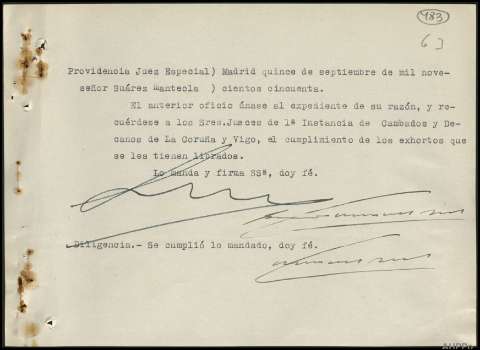 483
6
Providencia Juez Especial) Madrid quince de septiembre de mil nove-
señor Suárez Mantecla ) cientos cincuenta.
El anterior oficio únase al expediente de su razón, y re-
cuérdese a los Sres.Jueces de 1ª Instancia de Cambados y De-
canos de La Coruña y Vigo, el cumplimiento de los exhortos que
se les tienen librados.
Lo manda y firma SSª, doy fé.
Diligencia.- Se cumplió lo mandado, doy fé.